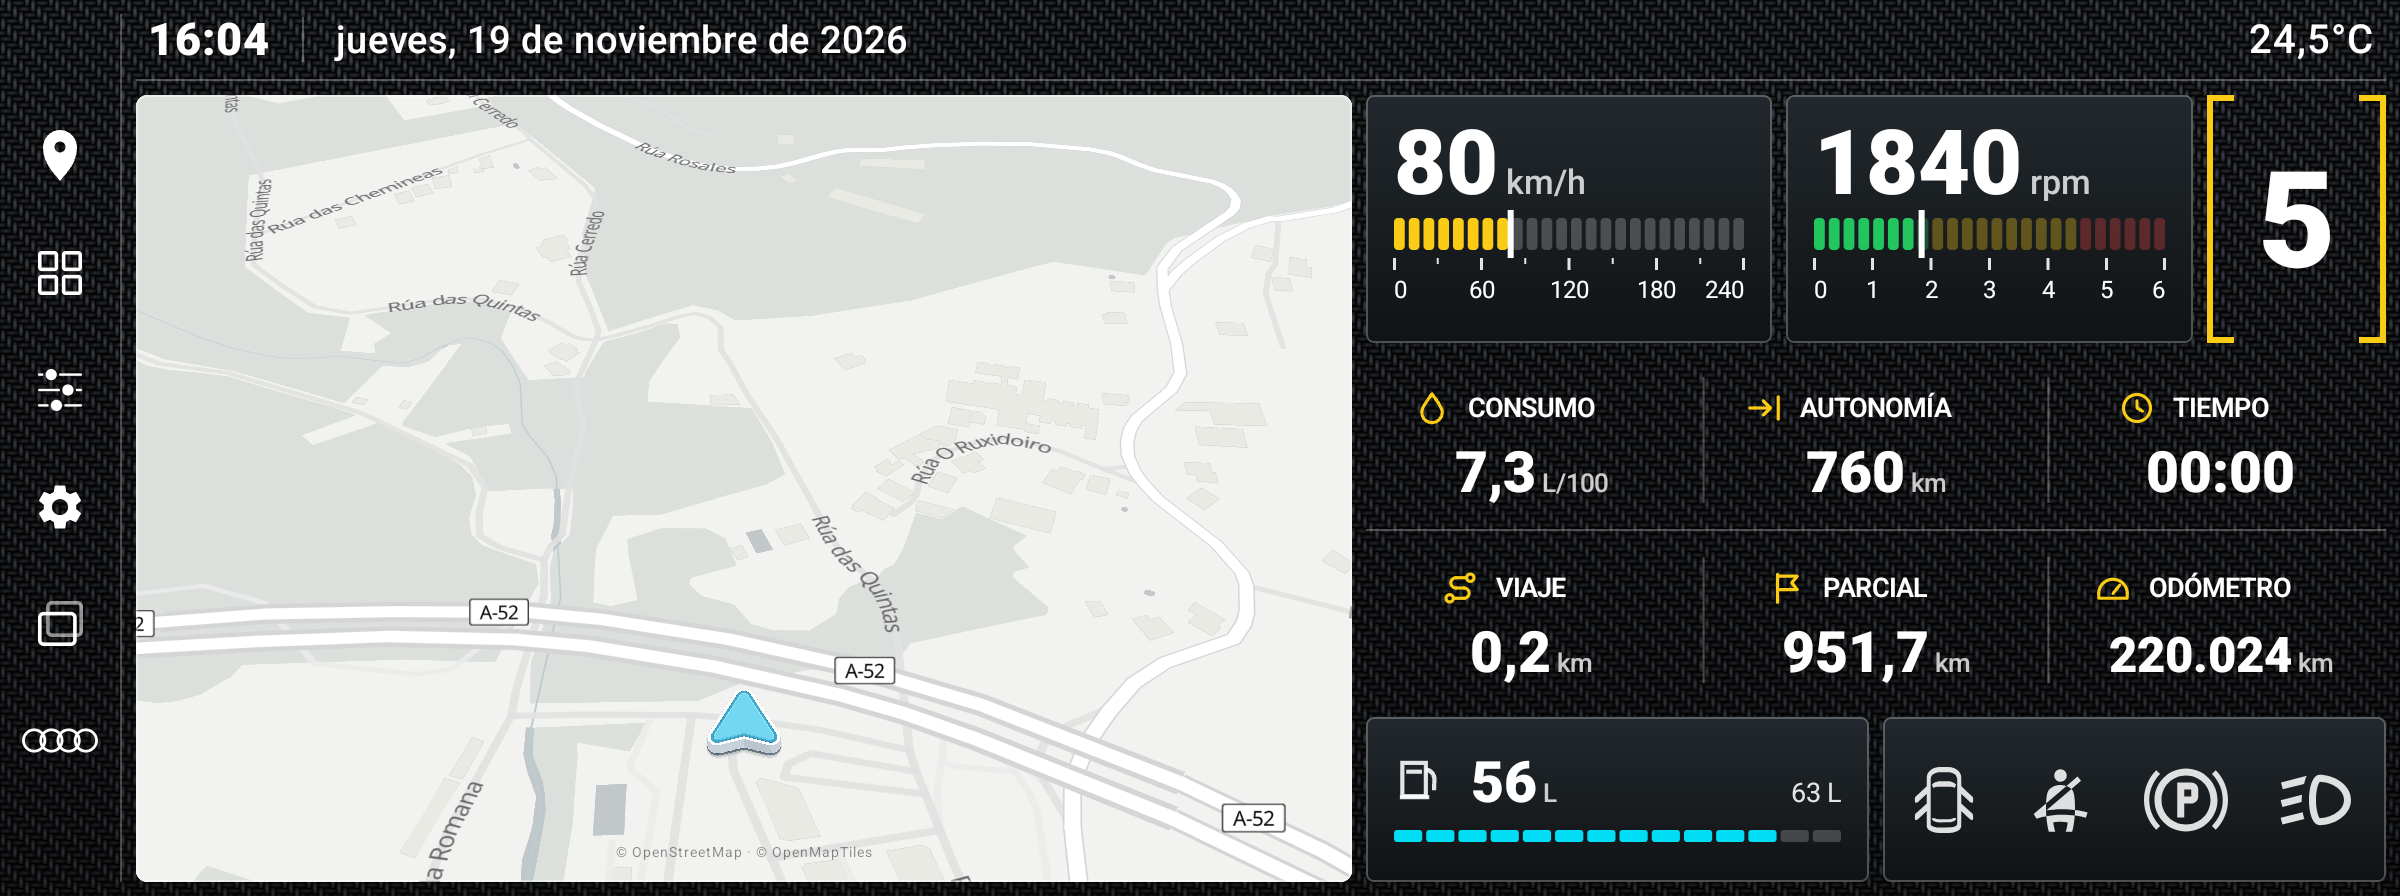 16:04
jueves, 19 de noviembre de 2026
24,5°C
Cerredo
Rúa Rosales
Rúa das Chemineas
Rúa das Quintas
Rúa Cerredo
Rúa das Quintas
Rúa O Ruxidoiro
Rúa das Quintas
A-52
A-52
A-52
a Romana
© OpenStreetMap · © OpenMapTiles
80 km/h
0 60 120 180 240
1840 rpm
0 1 2 3 4 5 6
5
CONSUMO
7,3 L/100
AUTONOMÍA
760 km
TIEMPO
00:00
VIAJE
0,2 km
PARCIAL
951,7 km
ODÓMETRO
220.024 km
56 L
63 L
P